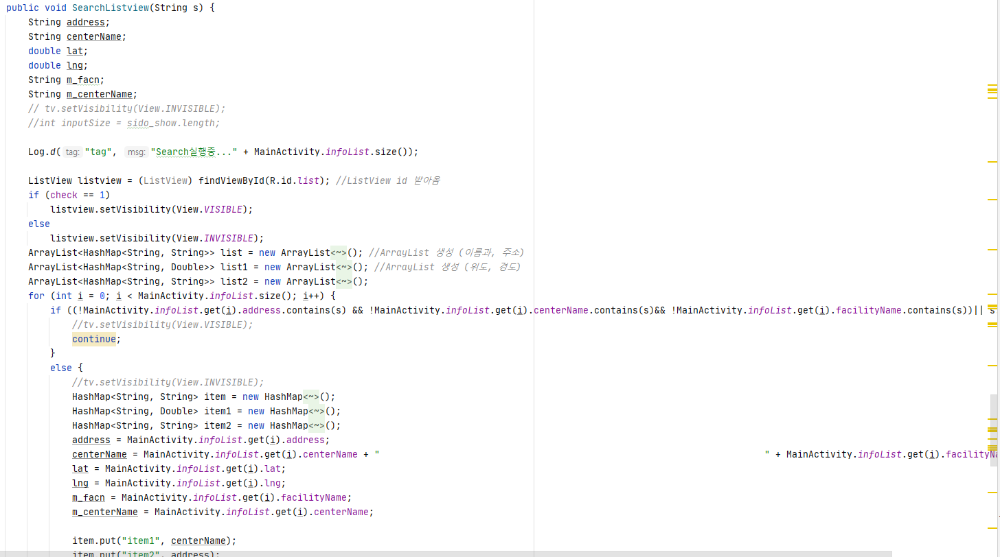 public void SearchListview(String s) {
    String address;
    String centerName;
    double lat;
    double lng;
    String m_facn;
    String m_centerName;
    // tv.setVisibility(View.INVISIBLE);
    //int inputSize = sido_show.length;
    Log.d( tag: "tag", msg: "Search실행중..." + MainActivity.infoList.size());
    ListView listview = (ListView) findViewById(R.id.list); //ListView id 받아옴
    if (check == 1)
        listview.setVisibility(View.VISIBLE);
    else
        listview.setVisibility(View.INVISIBLE);
    ArrayList<HashMap<String, String>> list = new ArrayList<~>(); //ArrayList 생성 (이름과, 주소)
    ArrayList<HashMap<String, Double>> list1 = new ArrayList<~>(); //ArrayList 생성 (위도, 경도)
    ArrayList<HashMap<String, String>> list2 = new ArrayList<~>();
    for (int i = 0; i < MainActivity.infoList.size(); i++) {
        if ((!MainActivity.infoList.get(i).address.contains(s) && !MainActivity.infoList.get(i).centerName.contains(s)&& !MainActivity.infoList.get(i).facilityName.contains(s))|| s
            //tv.setVisibility(View.VISIBLE);
            continue;
        }
        else {
            //tv.setVisibility(View.INVISIBLE);
            HashMap<String, String> item = new HashMap<~>();
            HashMap<String, Double> item1 = new HashMap<~>();
            HashMap<String, String> item2 = new HashMap<~>();
            address = MainActivity.infoList.get(i).address;
            centerName = MainActivity.infoList.get(i).centerName + "                                                                      " + MainActivity.infoList.get(i).facilityNa
            lat = MainActivity.infoList.get(i).lat;
            lng = MainActivity.infoList.get(i).lng;
            m_facn = MainActivity.infoList.get(i).facilityName;
            m_centerName = MainActivity.infoList.get(i).centerName;
            item.put("item1", centerName);
            item.put("item2", address);